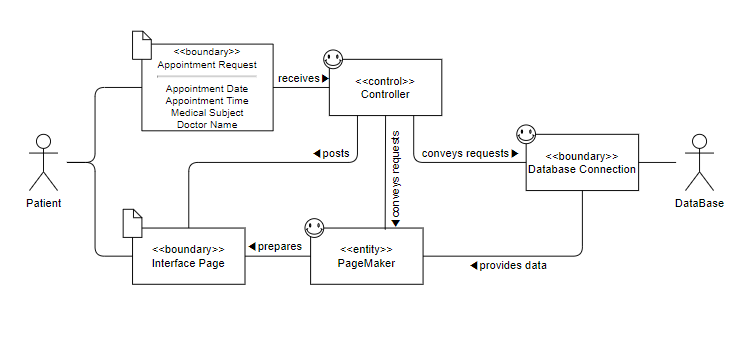 <<boundary>>
Appointment Request
Appointment Date
Appointment Time
Medical Subject
Doctor Name
receives
<<control>>
Controller
posts
conveys requests
conveys requests
<<boundary>>
Database Connection
Patient
DataBase
<<boundary>>
Interface Page
prepares
<<entity>>
PageMaker
provides data